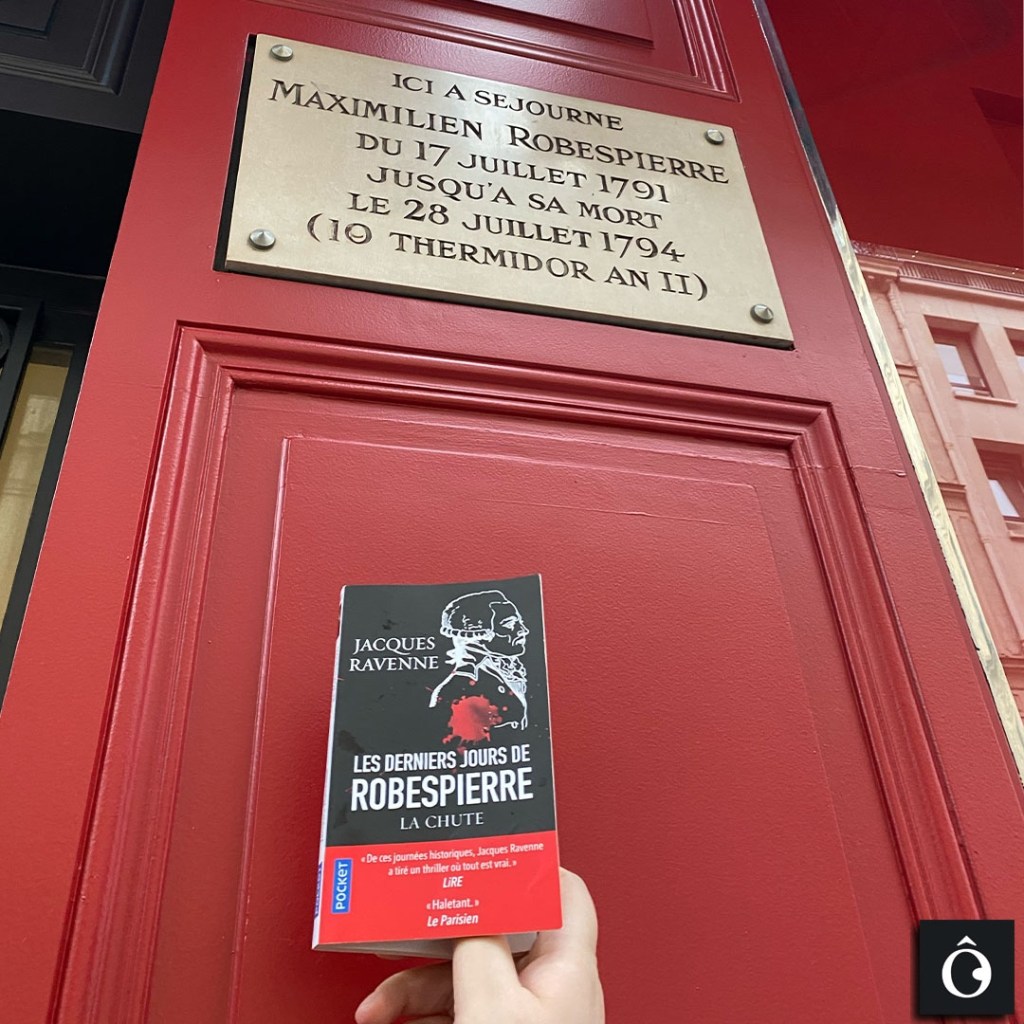 ICI A SEJOURNE
MAXIMILIEN ROBESPIERRE
DU 17 JUILLET 1791
JUSQU'A SA MORT
LE 28 JUILLET 1794
(10 THERMIDOR AN II)
JACQUES
RAVENNE
LES DERNIERS JOURS DE
ROBESPIERRE
LA CHUTE
« De ces journées historiques, Jacques Ravenne
a tiré un thriller où tout est vrai. »
LiRE
« Haletant. »
Le Parisien
POCKET
POCKET
Ô